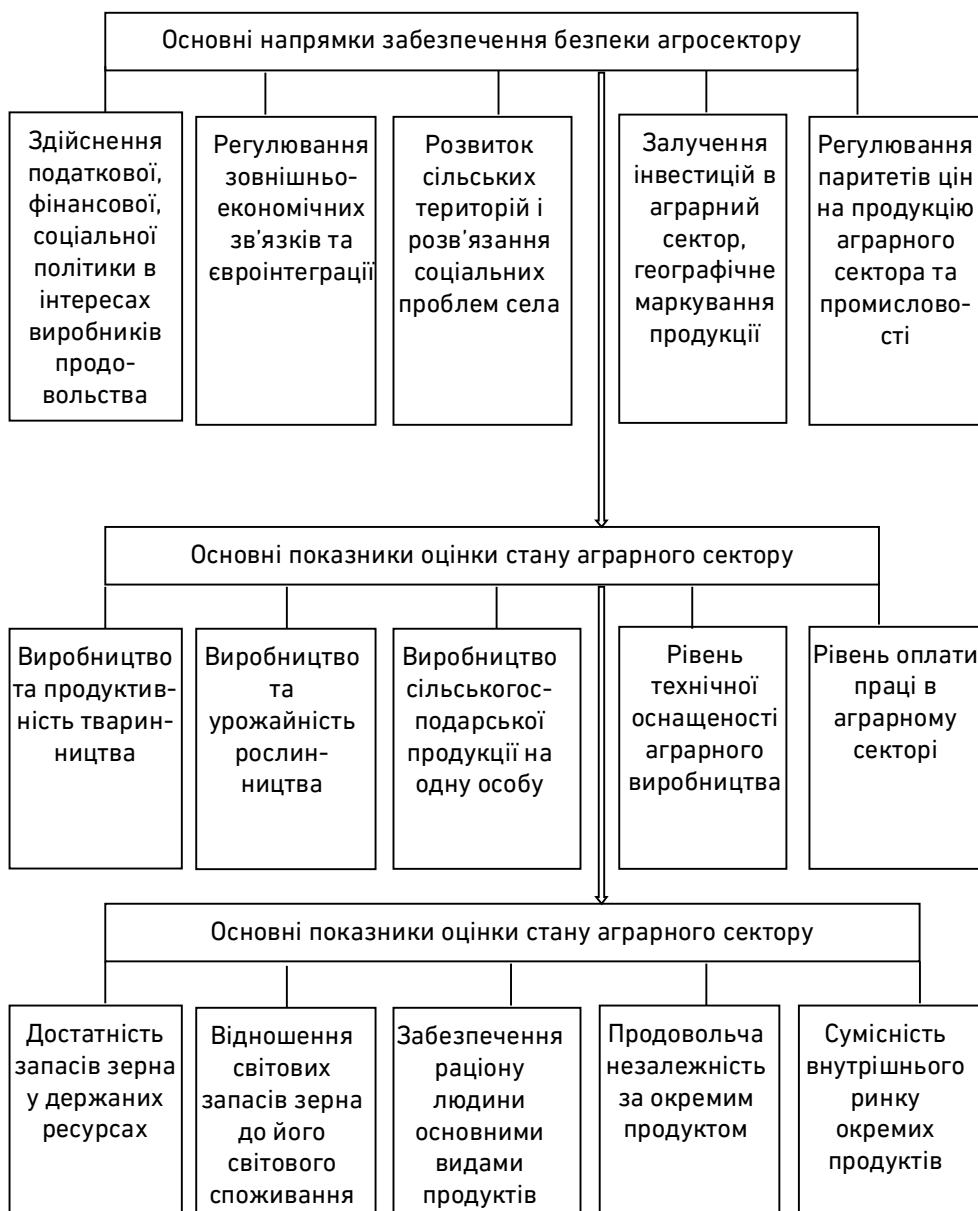 Основні напрямки забезпечення безпеки агросектору
Здійснення
податкової,
фінансової,
соціальної
політики в
інтересах
виробників
продо-
вольства
Регулювання
зовнішньо-
економічних
зв'язків та
євроінтеграції
Розвиток
сільських
територій і
розв'язання
соціальних
проблем села
Залучення
інвестицій в
аграрний
сектор,
географічне
маркування
продукції
Регулювання
паритетів цін
на продукцію
аграрного
сектора та
промислово-
сті
Основні показники оцінки стану аграрного сектору
Виробництво
та продуктив-
ність тварин-
ництва
Виробництво
та
урожайність
рослин-
ництва
Виробництво
сільськогос-
подарської
продукції на
одну особу
Рівень
технічної
оснащеності
аграрного
виробництва
Рівень оплати
праці в
аграрному
секторі
Основні показники оцінки стану аграрного сектору
Достатність
запасів зерна
у держаних
ресурсах
Відношення
світових
запасів зерна
до його
світового
споживання
Забезпечення
раціону
людини
основними
видами
продуктів
Продовольча
незалежність
за окремим
продуктом
Сумісність
внутрішнього
ринку
окремих
продуктів